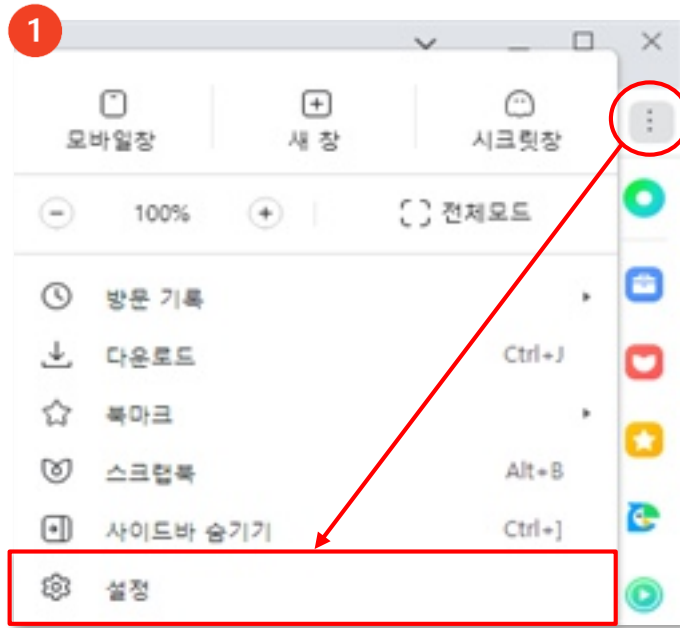 1
모바일창 새 창 시크릿창
100% 전체모드
방문 기록
다운로드 Ctrl+J
북마크
스크랩북 Alt+B
사이드바 숨기기 Ctrl+]
설정